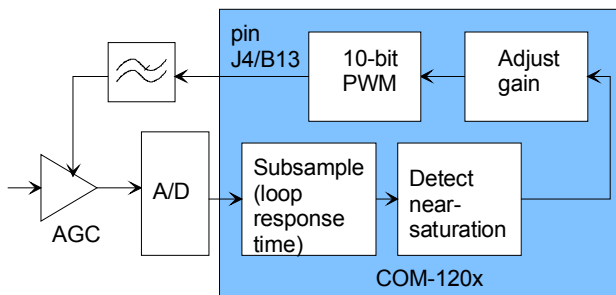 pin
J4/B13
10-bit
PWM
Adjust
gain
A/D
Subsample
(loop
response
time)
Detect
near-
saturation
AGC
COM-120x